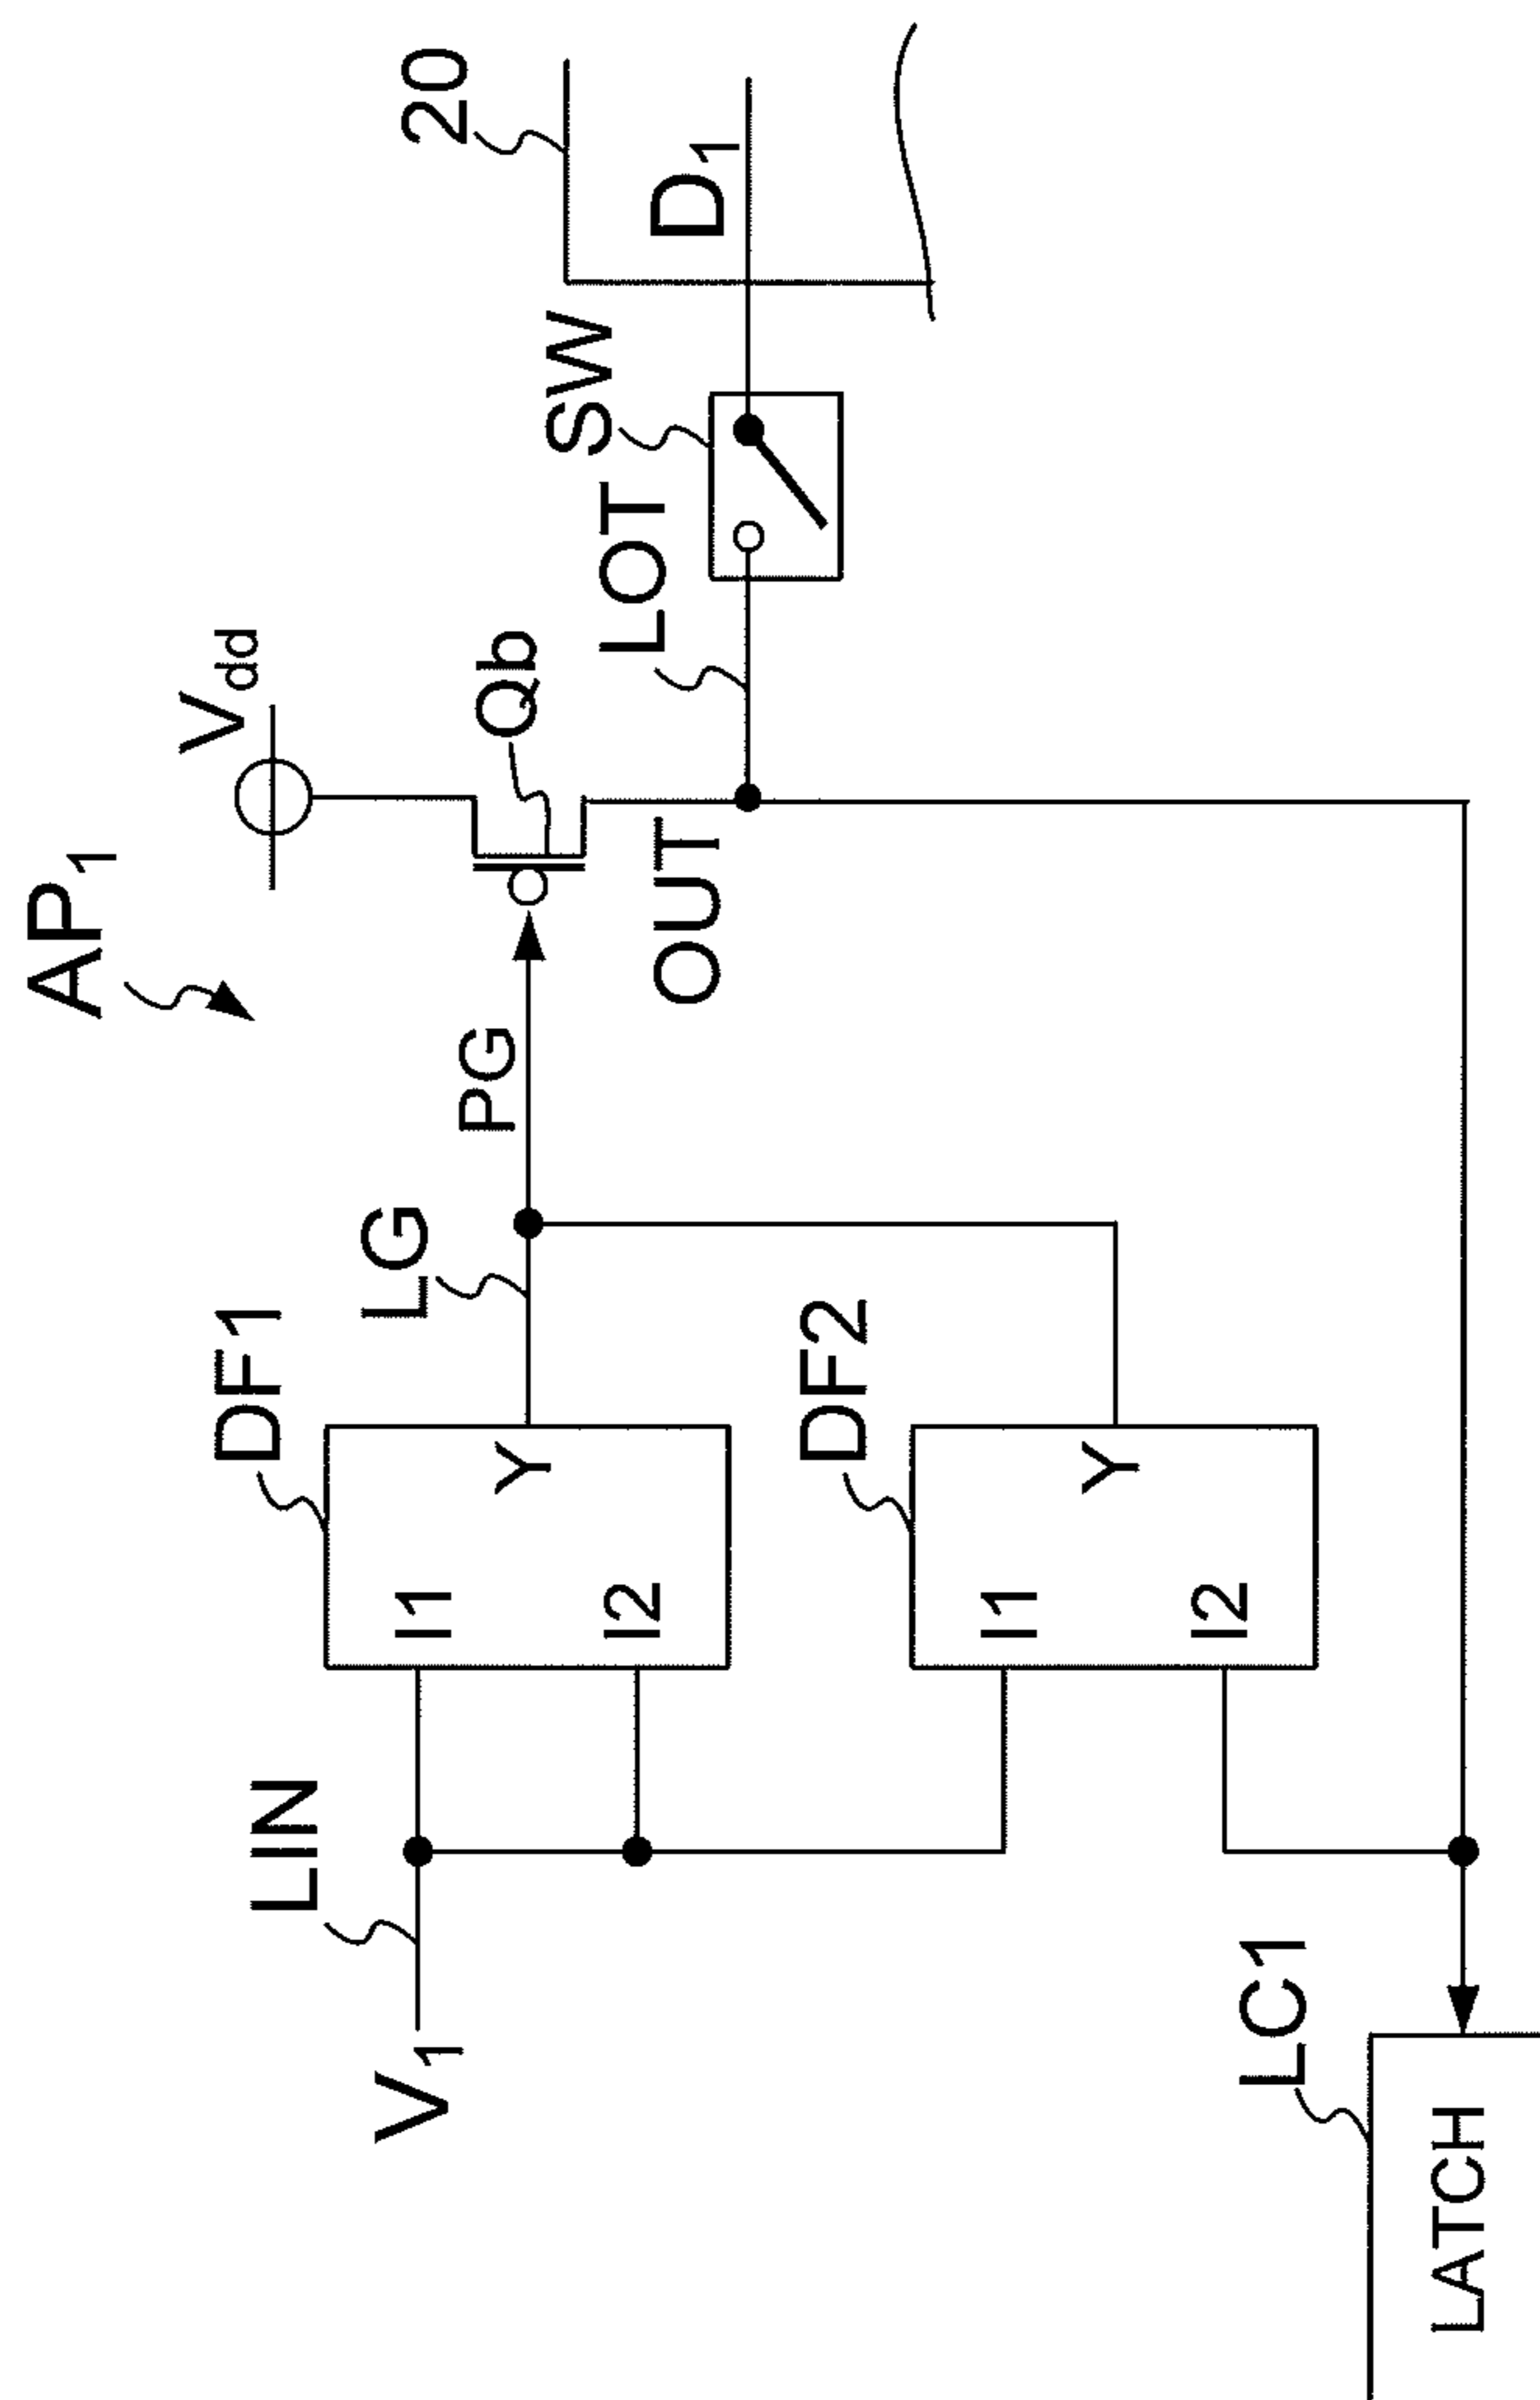 AP1
Vdd
20
D1
SW
LOT
Qb
OUT
PG
LG
DF1
I1
I2
Y
DF2
I1
I2
Y
LIN
V1
LC1
LATCH